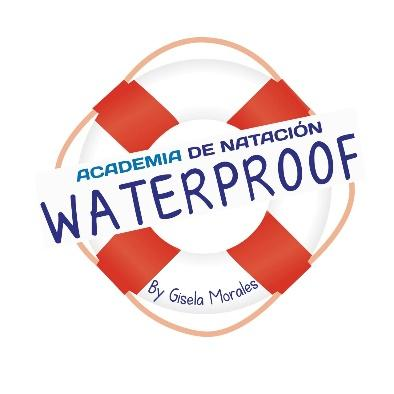 ACADEMIA DE NATACIÓN
WATERPROOF
By Gisela Morales